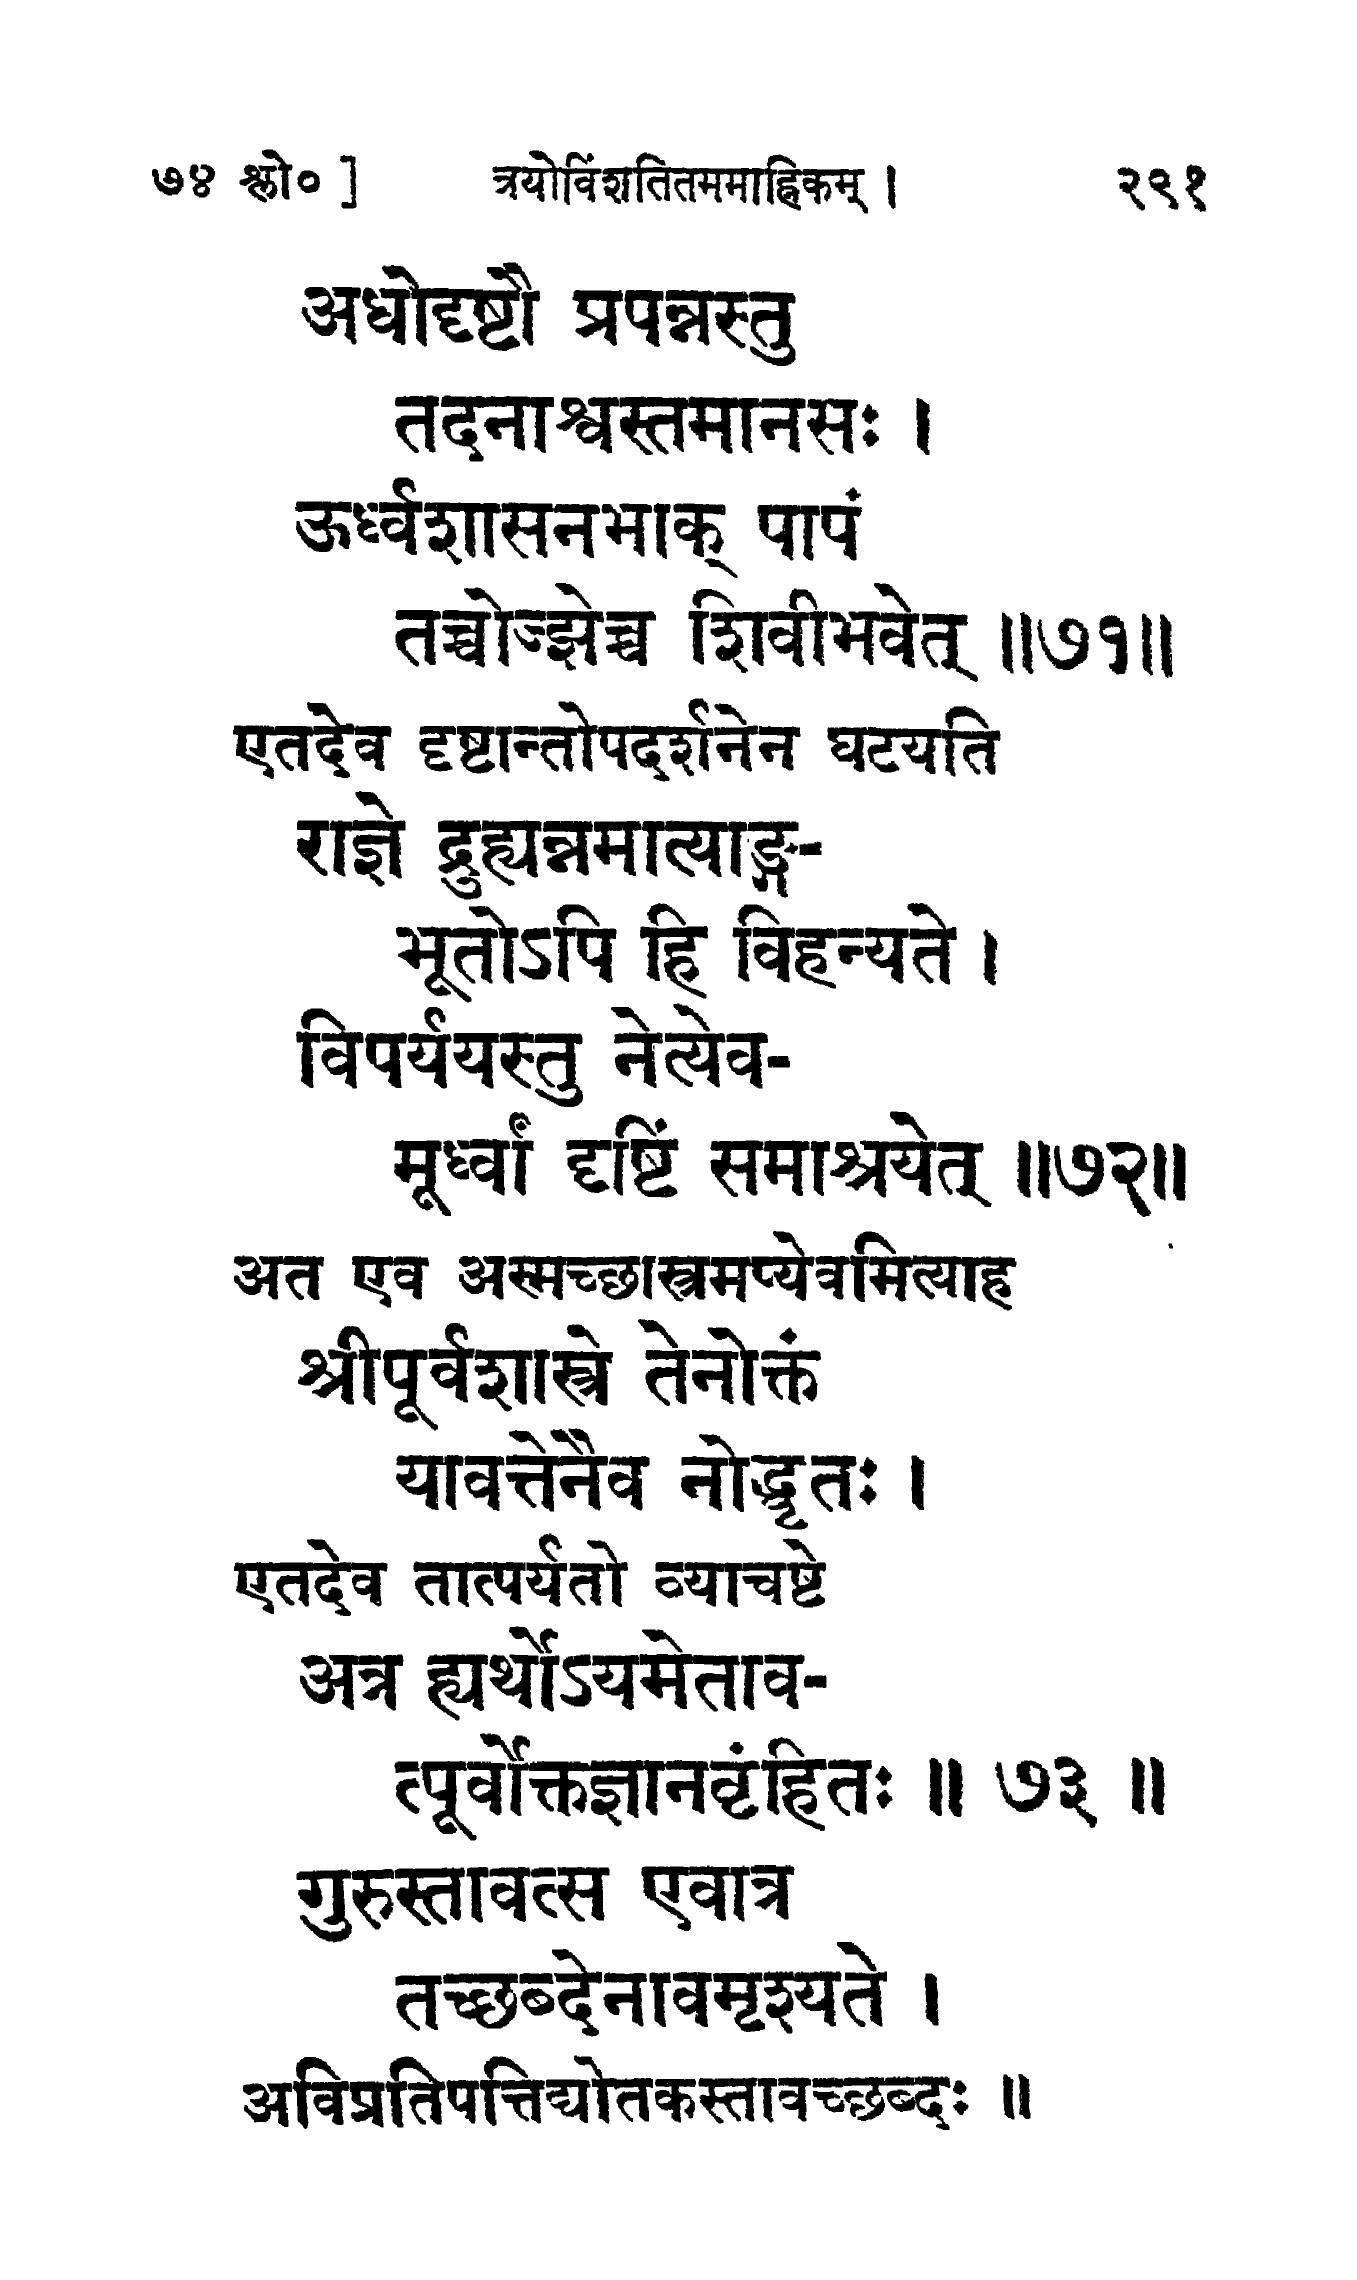 ७४ श्लो० ] त्रयोविंशतितममाह्निकम् । २९१
अधोदृष्टौ प्रपन्नस्तु
तदनाश्वस्तमानसः ।
ऊर्ध्वशासनभाक् पापं
तच्चोज्झेच्च शिवीभवेत् ॥७१॥
एतदेव दृष्टान्तोपदर्शनेन घटयति
राज्ञे द्रुह्यन्नमात्याङ्ग-
भूतोऽपि हि विहन्यते ।
विपर्ययस्तु नेत्येव-
मूर्ध्वां दृष्टिं समाश्रयेत् ॥७२॥
अत एव अस्मच्छास्त्रमप्येवमित्याह
श्रीपूर्वशास्त्रे तेनोक्तं
यावत्तेनैव नोद्धृतः ।
एतदेव तात्पर्यतो व्याचष्टे
अत्र ह्यर्थोऽयमेताव-
त्पूर्वोक्तज्ञानवृंहितः ॥ ७३ ॥
गुरुस्तावत्स एवात्र
तच्छब्देनावमृश्यते ।
अविप्रतिपत्तिद्योतकस्तावच्छब्दः ॥